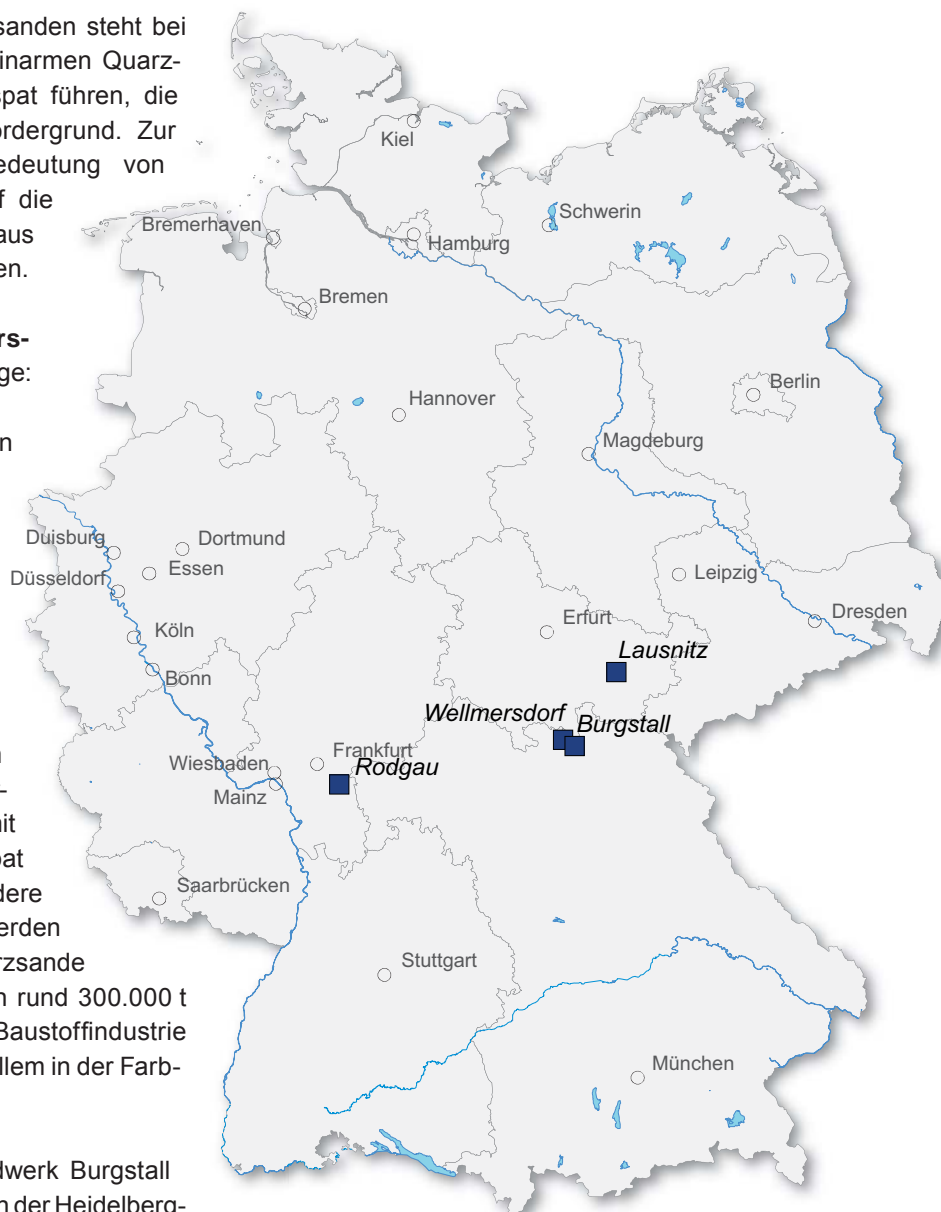 sanden steht bei
inarmen Quarz-
spat führen, die
ordergrund. Zur
edeutung von
f die
aus
en.
rs-
ge:
n
n
–
nit
pat
dere
erden
rzsande
n rund 300.000 t
Baustoffindustrie
llem in der Farb-
dwerk Burgstall
n der Heidelberg-
Kiel
Schwerin
Bremerhaven
Hamburg
Bremen
Berlin
Hannover
Magdeburg
Duisburg
Dortmund
Essen
Düsseldorf
Leipzig
Köln
Erfurt
Dresden
Lausnitz
Bonn
Wellmersdorf
Burgstall
Wiesbaden
Frankfurt
Rodgau
Mainz
Saarbrücken
Stuttgart
München